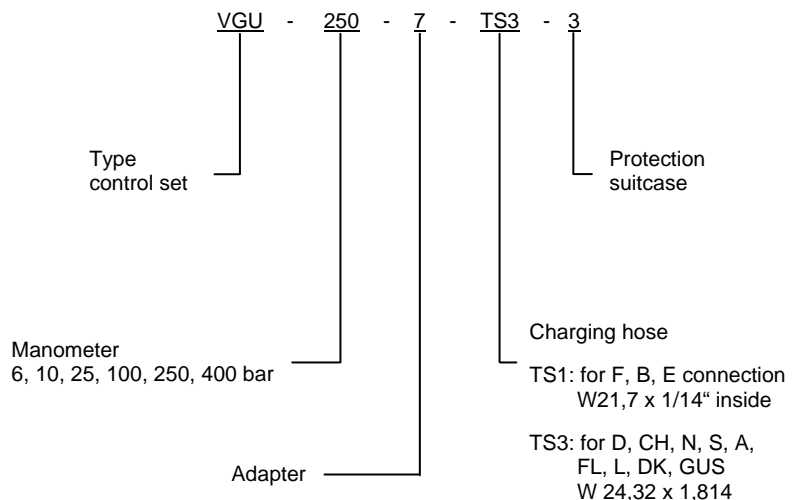 VGU - 250 - 7 - TS3 - 3
Type
control set
Protection
suitcase
Manometer
6, 10, 25, 100, 250, 400 bar
Charging hose
TS1: for F, B, E connection
W21,7 x 1/14“ inside
TS3: for D, CH, N, S, A,
FL, L, DK, GUS
W 24,32 x 1,814
Adapter